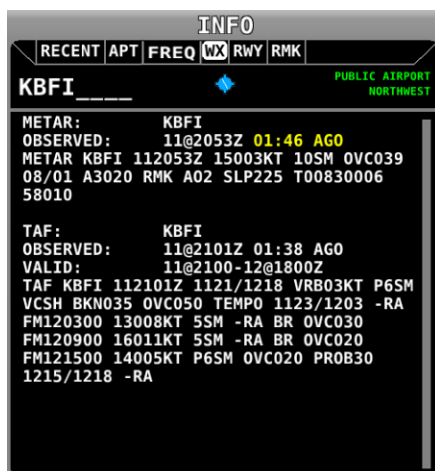 INFO
RECENT APT FREQ WX RWY RMK
KBFI____
PUBLIC AIRPORT
NORTHWEST
METAR: KBFI
OBSERVED: 11@2053Z 01:46 AGO
METAR KBFI 112053Z 15003KT 10SM OVC039
08/01 A3020 RMK AO2 SLP225 T00830006
58010
TAF: KBFI
OBSERVED: 11@2101Z 01:38 AGO
VALID: 11@2100-12@1800Z
TAF KBFI 112101Z 1121/1218 VRB03KT P6SM
VCSH BKN035 OVC050 TEMPO 1123/1203 -RA
FM120300 13008KT 5SM -RA BR OVC030
FM120900 16011KT 5SM -RA BR OVC020
FM121500 14005KT P6SM OVC020 PROB30
1215/1218 -RA